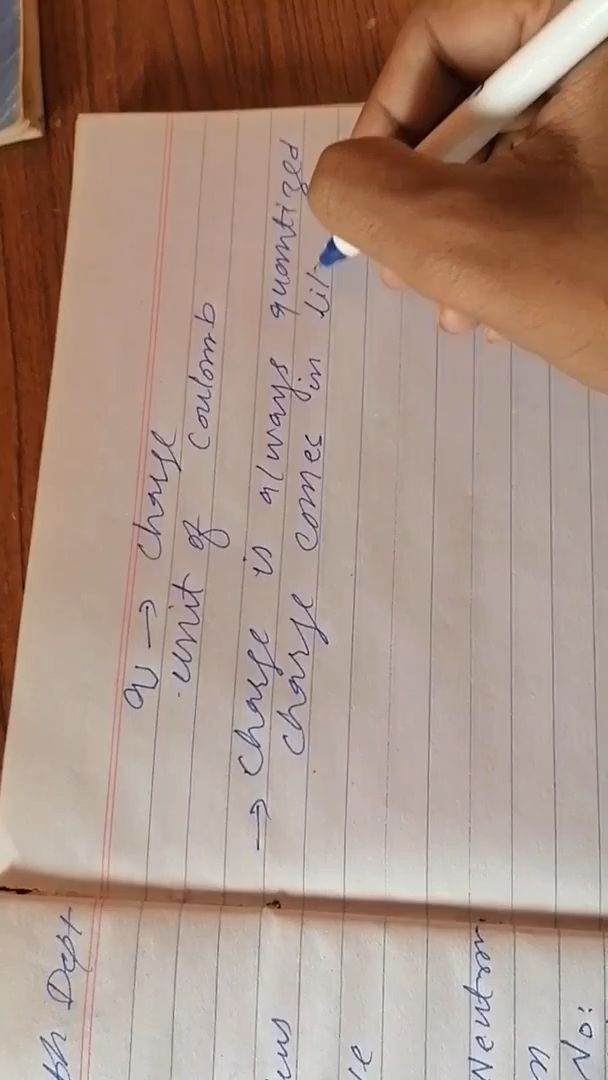 q → charge
unit of coulomb
→ charge is always quantized
charge comes in
Dept
Neutron
No: